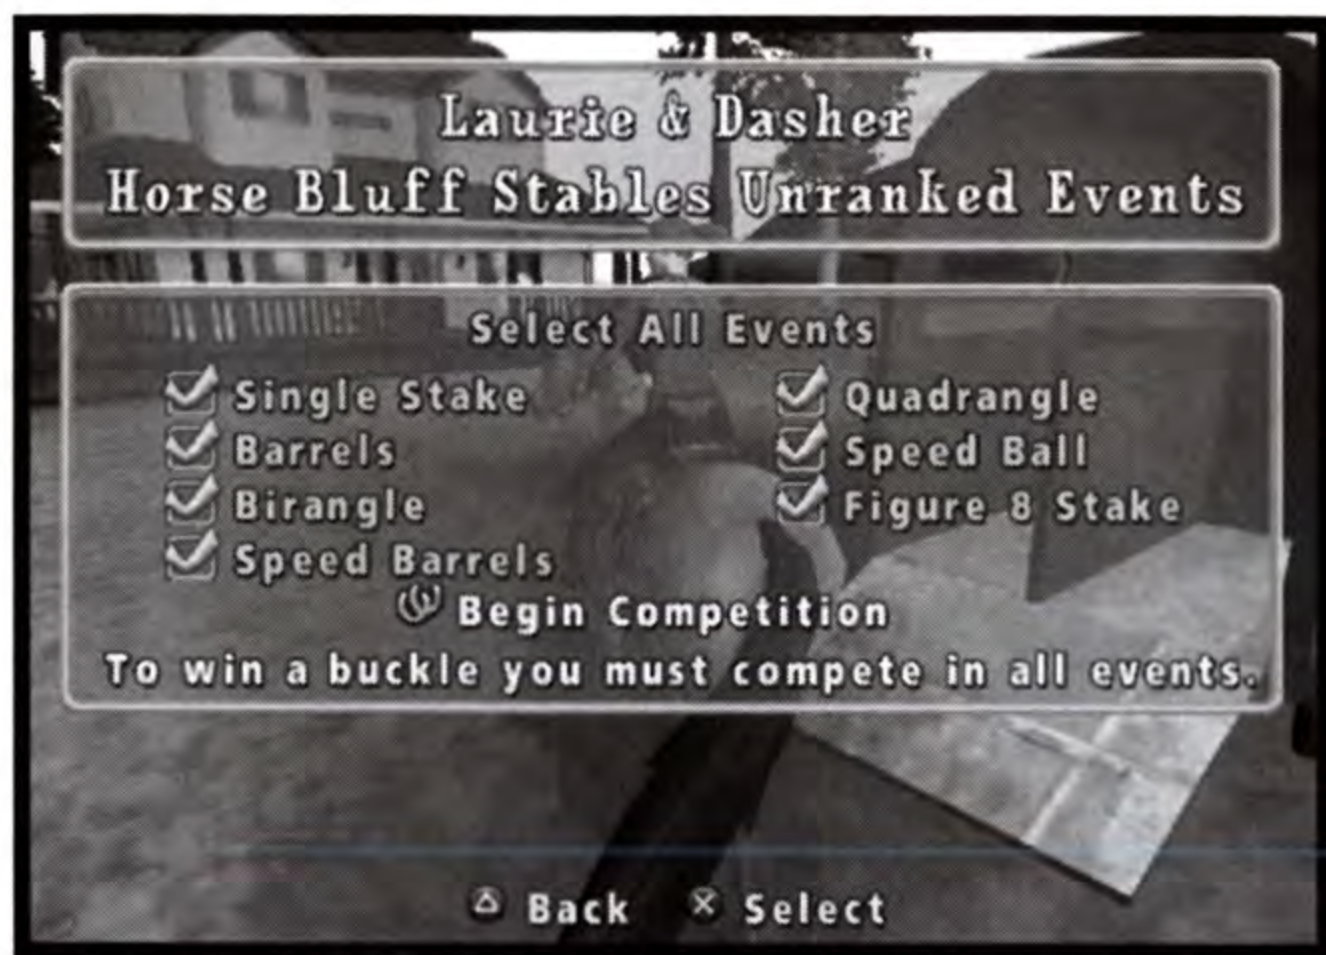 Laurie & Dasher
Horse Bluff Stables Unranked Events
Select All Events
Single Stake
Barrels
Birangle
Speed Barrels
Quadrangle
Speed Ball
Figure 8 Stake
Begin Competition
To win a buckle you must compete in all events.
Back Select